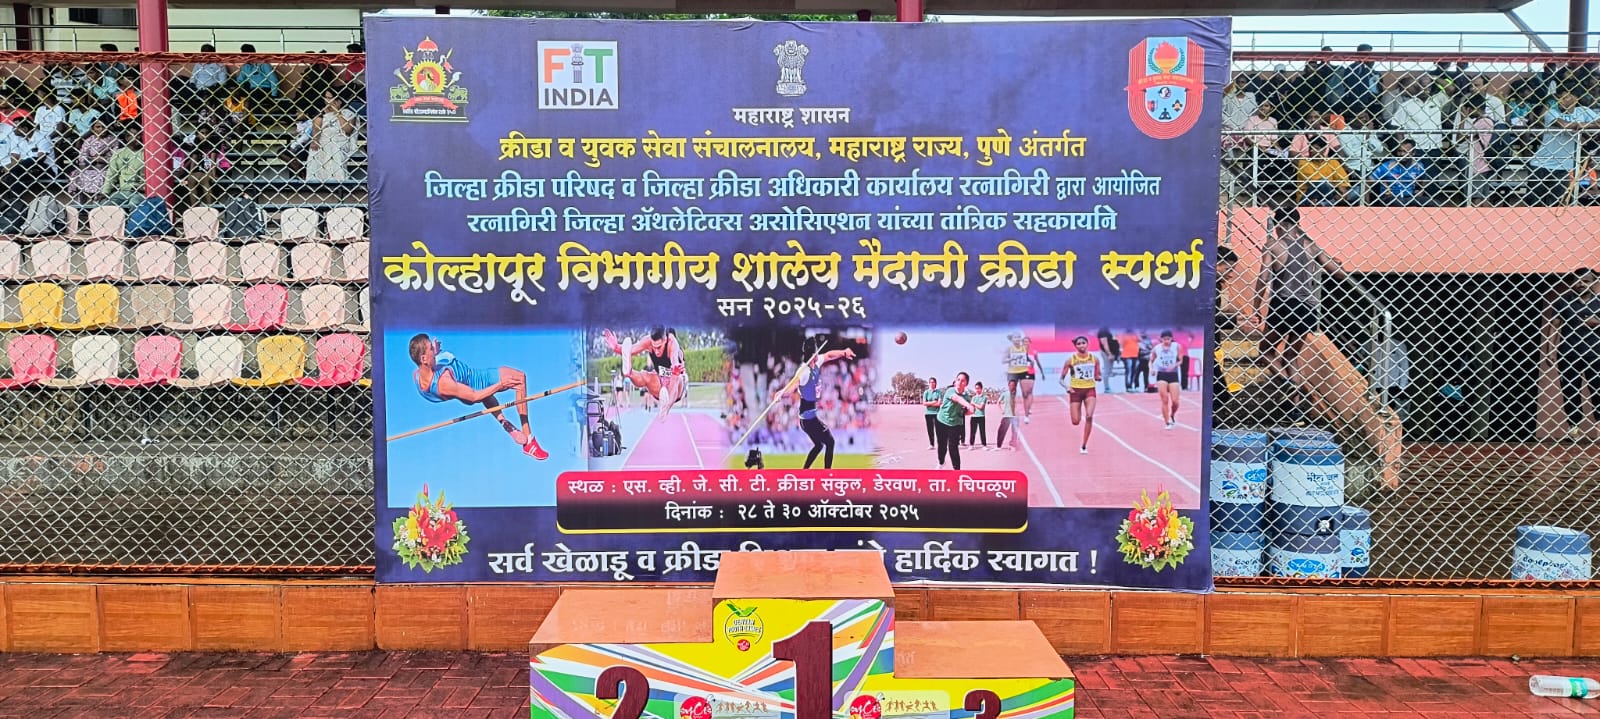 FIT
INDIA
महाराष्ट्र शासन
क्रीडा व युवक सेवा संचालनालय, महाराष्ट्र राज्य, पुणे अंतर्गत
जिल्हा क्रीडा परिषद व जिल्हा क्रीडा अधिकारी कार्यालय रत्नागिरी द्वारा आयोजित
रत्नागिरी जिल्हा ॲथलेटिक्स असोसिएशन यांच्या तांत्रिक सहकार्याने
कोल्हापूर विभागीय शालेय मैदानी क्रीडा स्पर्धा
सन २०२५-२६
स्थळ : एस. व्ही. जे. सी. टी. क्रीडा संकुल, डेरवण, ता. चिपळूण
दिनांक : २८ ते ३० ऑक्टोबर २०२५
सर्व खेळाडू व क्रीडा हार्दिक स्वागत !
1
2
3